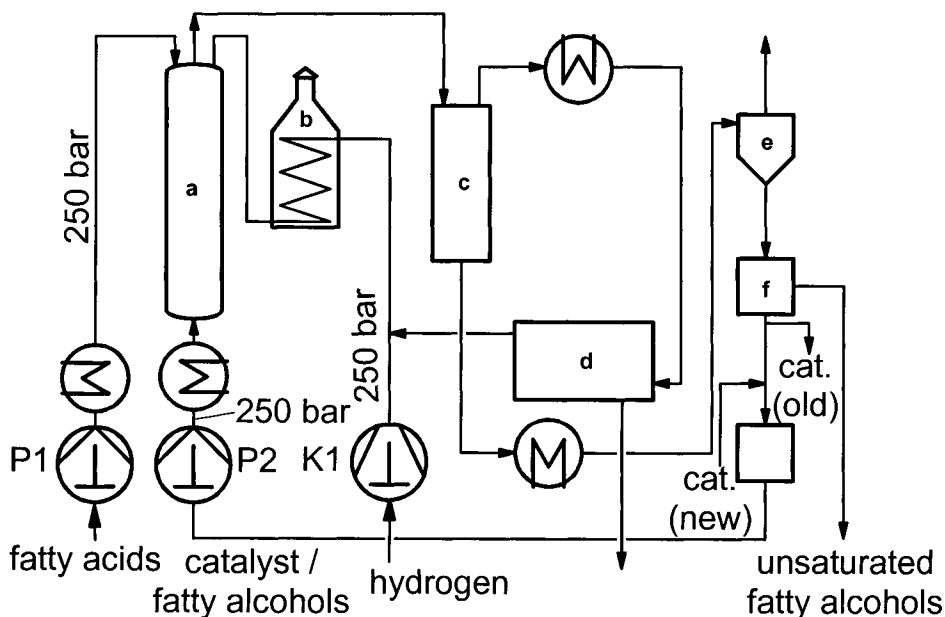 250 bar
a
b
c
e
f
d
250 bar
cat.
(old)
250 bar
P1
P2
K1
cat.
(new)
fatty acids
catalyst /
fatty alcohols
hydrogen
unsaturated
fatty alcohols